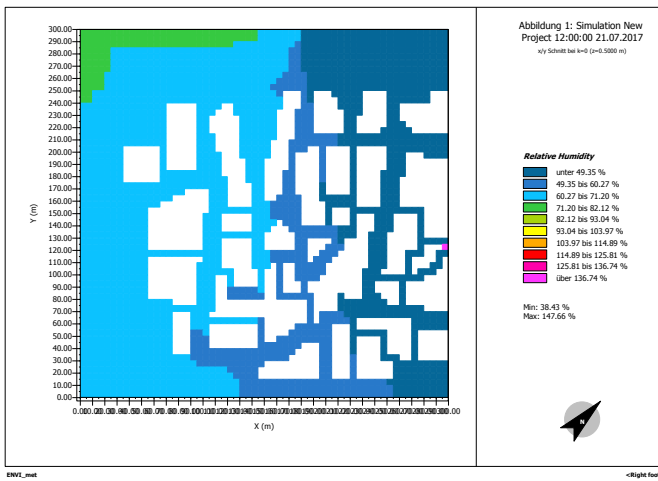 Abbildung 1: Simulation New
Project 12:00:00 21.07.2017
x/y Schnitt bei k=0 (z=0.5000 m)
300.00
290.00
280.00
270.00
260.00
250.00
240.00
230.00
220.00
210.00
200.00
190.00
180.00
170.00
160.00
150.00
140.00
130.00
120.00
110.00
100.00
90.00
80.00
70.00
60.00
50.00
40.00
30.00
20.00
10.00
0.00
Y (m)
X (m)
Relative Humidity
unter 49.35 %
49.35 bis 60.27 %
60.27 bis 71.20 %
71.20 bis 82.12 %
82.12 bis 93.04 %
93.04 bis 103.97 %
103.97 bis 114.89 %
114.89 bis 125.81 %
125.81 bis 136.74 %
über 136.74 %
Min: 38.43 %
Max: 147.66 %
N
ENVI_met
<Right foot